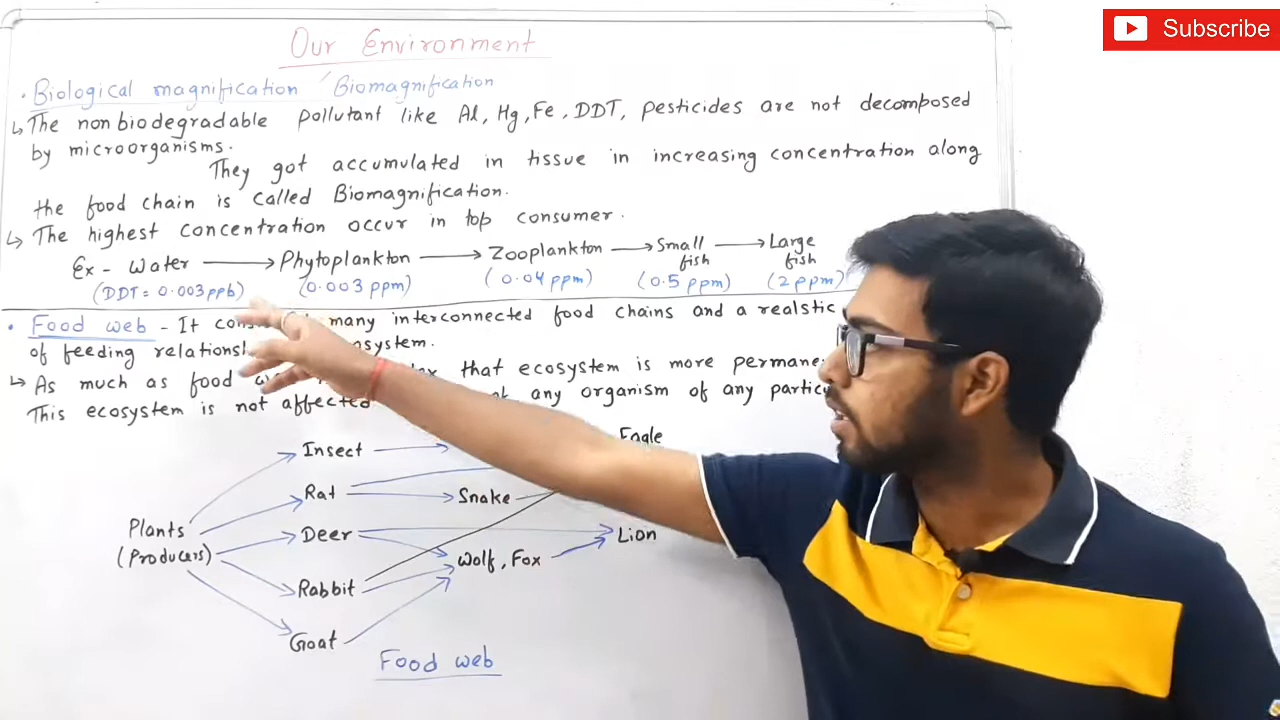 Subscribe
Our Environment
• Biological magnification / Biomagnification
↳ The non biodegradable pollutant like Al, Hg, Fe, DDT, pesticides are not decomposed
by microorganisms.
They got accumulated in tissue in increasing concentration along
the food chain is called Biomagnification.
↳ The highest concentration occur in top consumer.
Ex - Water → Phytoplankton → Zooplankton → Small fish → Large fish
(DDT = 0.003 ppb) (0.003 ppm) (0.04 ppm) (0.5 ppm) (2 ppm)
• Food web - It many interconnected food chains and a realstic
of feeding
↳ As much as food that ecosystem is more
This ecosystem is not affected any organism of any
Insect
Eagle
Rat
Snake
Plants
(Producers)
Deer
Lion
Wolf, Fox
Rabbit
Goat
Food web